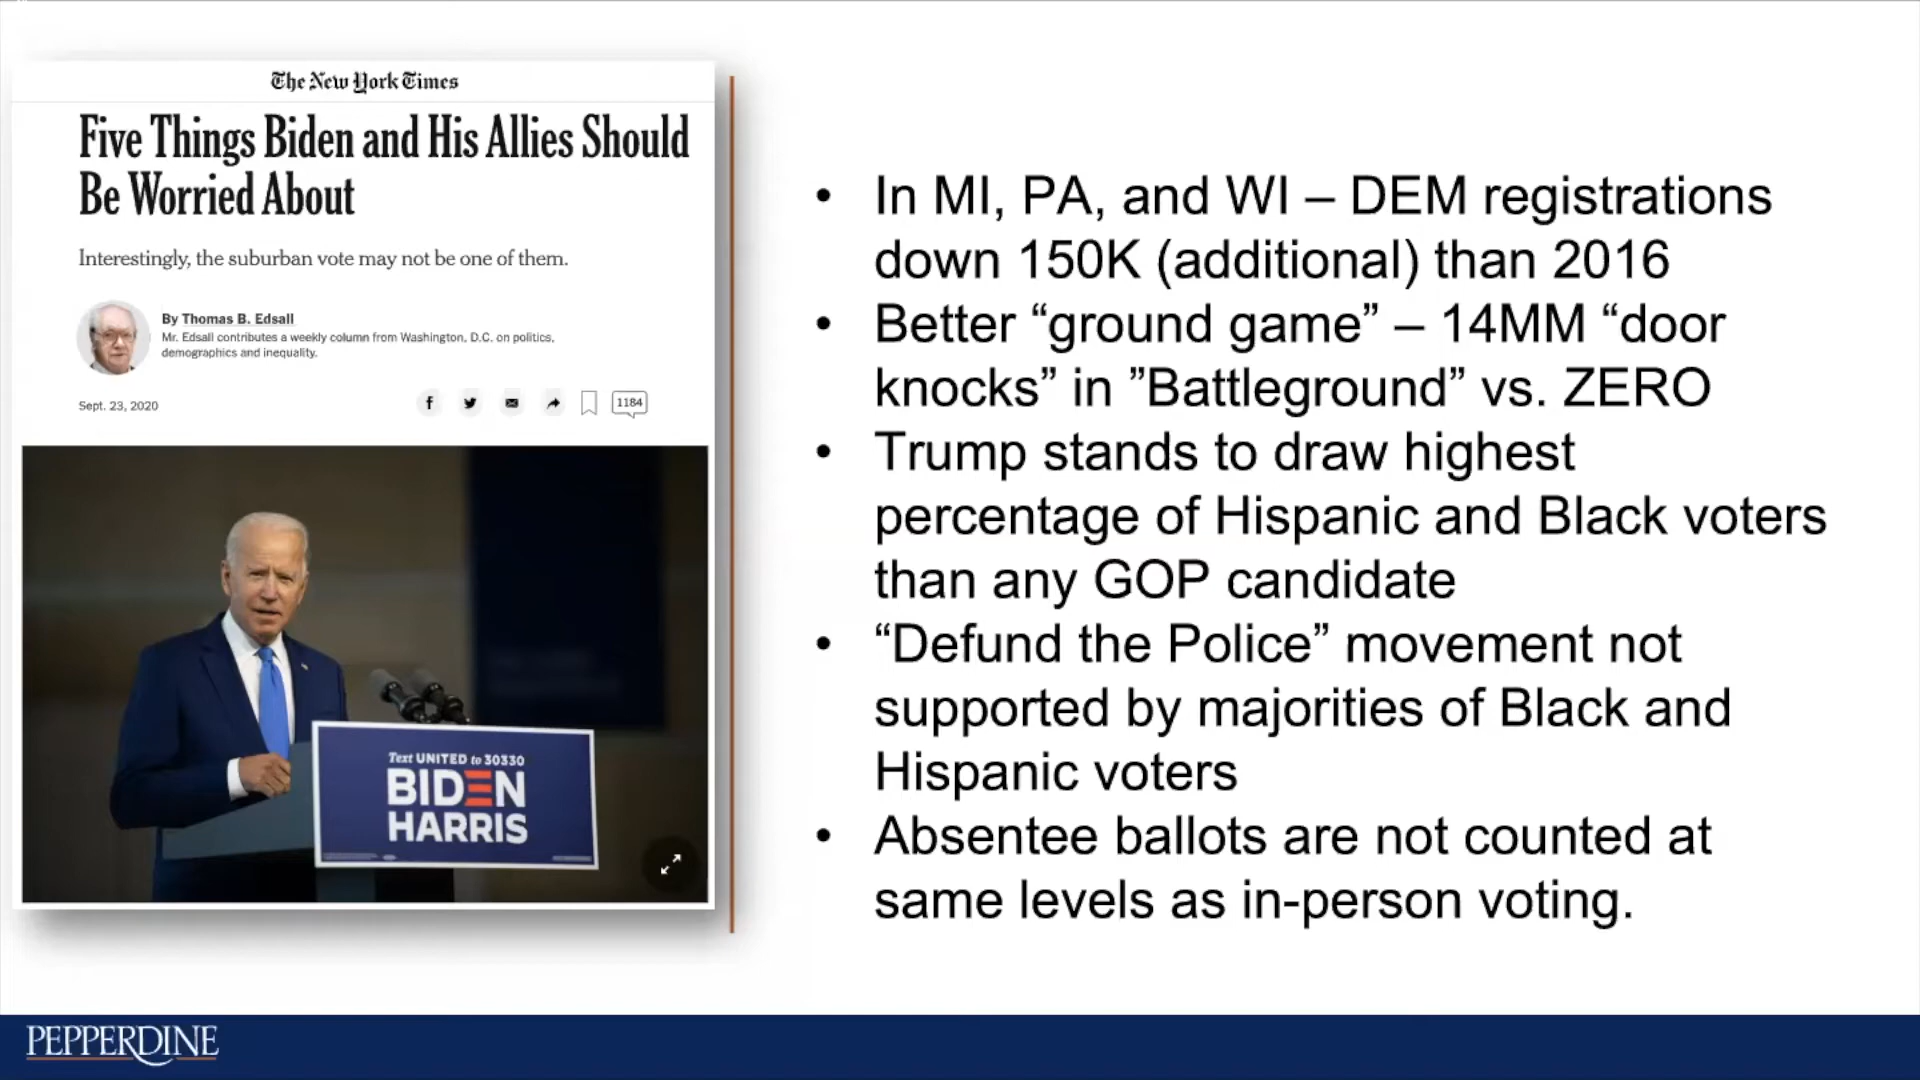 The New York Times
Five Things Biden and His Allies Should
Be Worried About
Interestingly, the suburban vote may not be one of them.
By Thomas B. Edsall
Mr. Edsall contributes a weekly column from Washington, D.C. on politics,
demographics and inequality.
Sept. 23, 2020
1184
Text UNITED to 30330
BIDEN
HARRIS
• In MI, PA, and WI – DEM registrations
down 150K (additional) than 2016
• Better “ground game” – 14MM “door
knocks” in ”Battleground” vs. ZERO
• Trump stands to draw highest
percentage of Hispanic and Black voters
than any GOP candidate
• “Defund the Police” movement not
supported by majorities of Black and
Hispanic voters
• Absentee ballots are not counted at
same levels as in-person voting.
PEPPERDINE